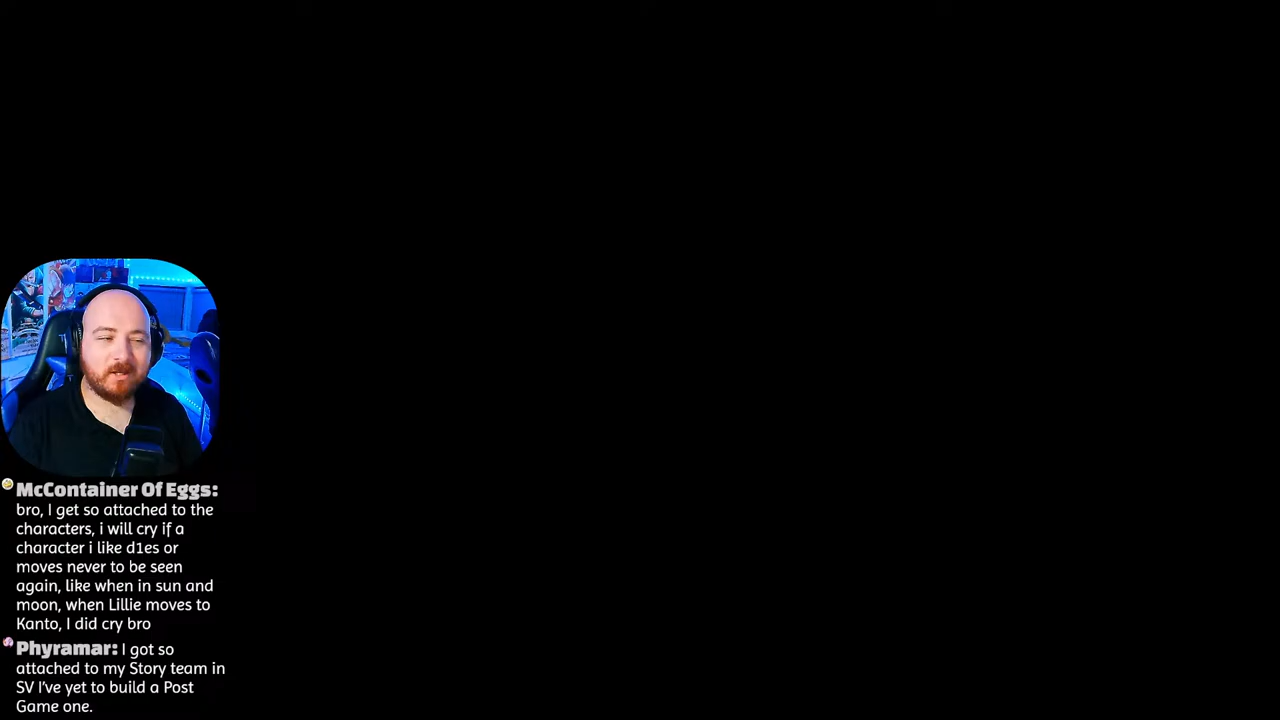 McContainer Of Eggs:
bro, I get so attached to the
characters, i will cry if a
character i like d1es or
moves never to be seen
again, like when in sun and
moon, when Lillie moves to
Kanto, I did cry bro
Phyramar: I got so
attached to my Story team in
SV I've yet to build a Post
Game one.